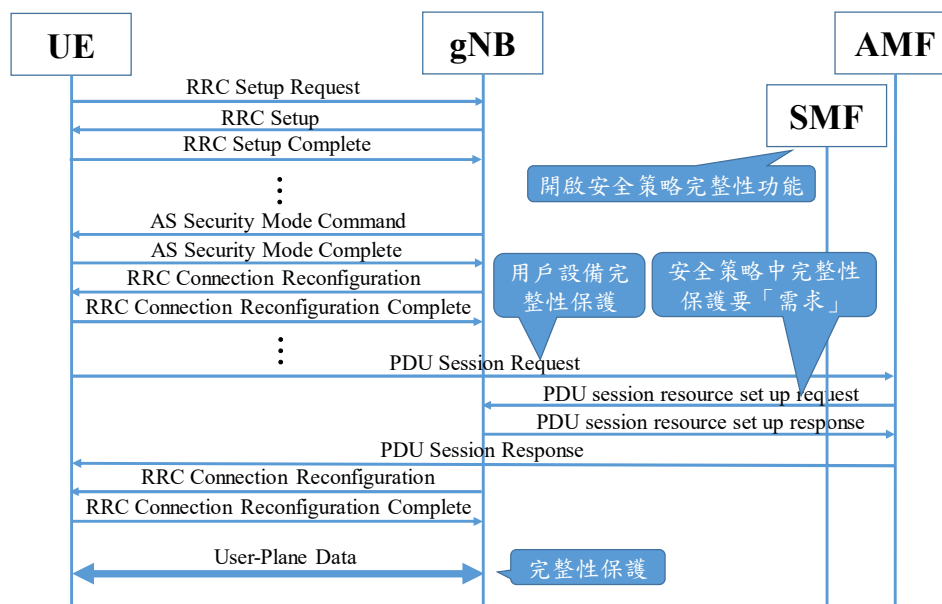 UE
gNB
AMF
SMF
RRC Setup Request
RRC Setup
RRC Setup Complete
開啟安全策略完整性功能
AS Security Mode Command
AS Security Mode Complete
RRC Connection Reconfiguration
RRC Connection Reconfiguration Complete
用戶設備完
整性保護
安全策略中完整性
保護要「需求」
PDU Session Request
PDU session resource set up request
PDU session resource set up response
PDU Session Response
RRC Connection Reconfiguration
RRC Connection Reconfiguration Complete
User-Plane Data
完整性保護